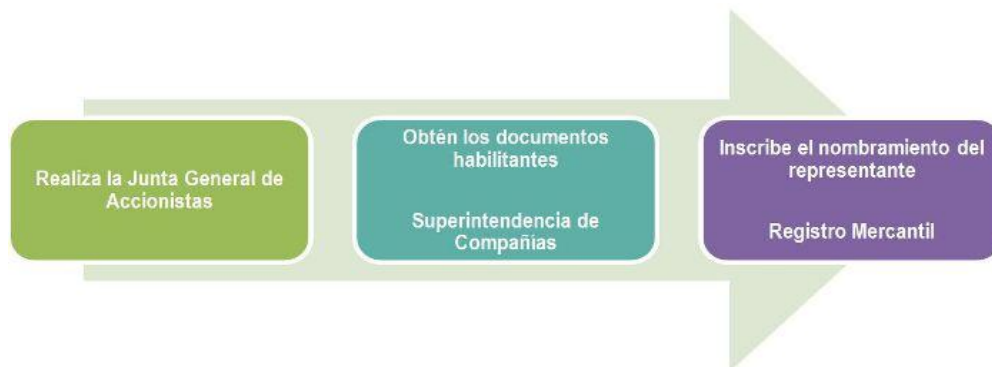 Realiza la Junta General de
Accionistas
Obtén los documentos
habilitantes
Superintendencia de
Compañías
Inscribe el nombramiento del
representante
Registro Mercantil